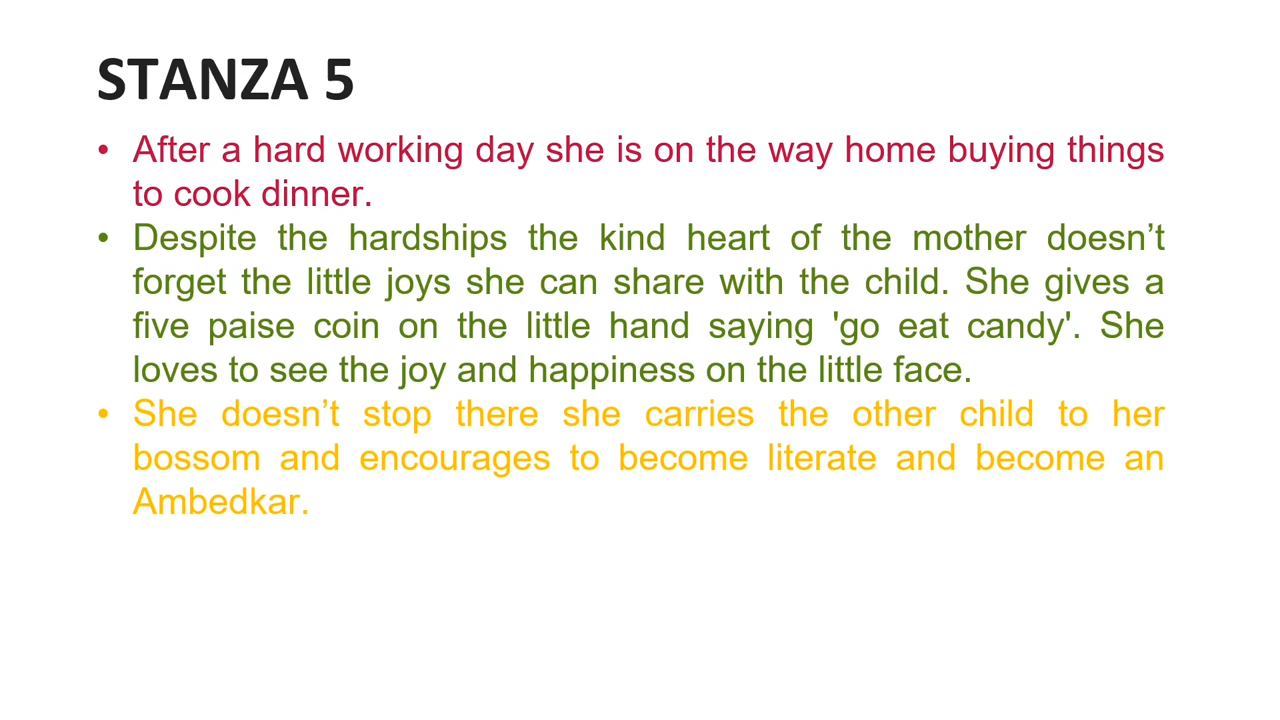 STANZA 5
• After a hard working day she is on the way home buying things
to cook dinner.
• Despite the hardships the kind heart of the mother doesn’t
forget the little joys she can share with the child. She gives a
five paise coin on the little hand saying 'go eat candy'. She
loves to see the joy and happiness on the little face.
• She doesn’t stop there she carries the other child to her
bossom and encourages to become literate and become an
Ambedkar.